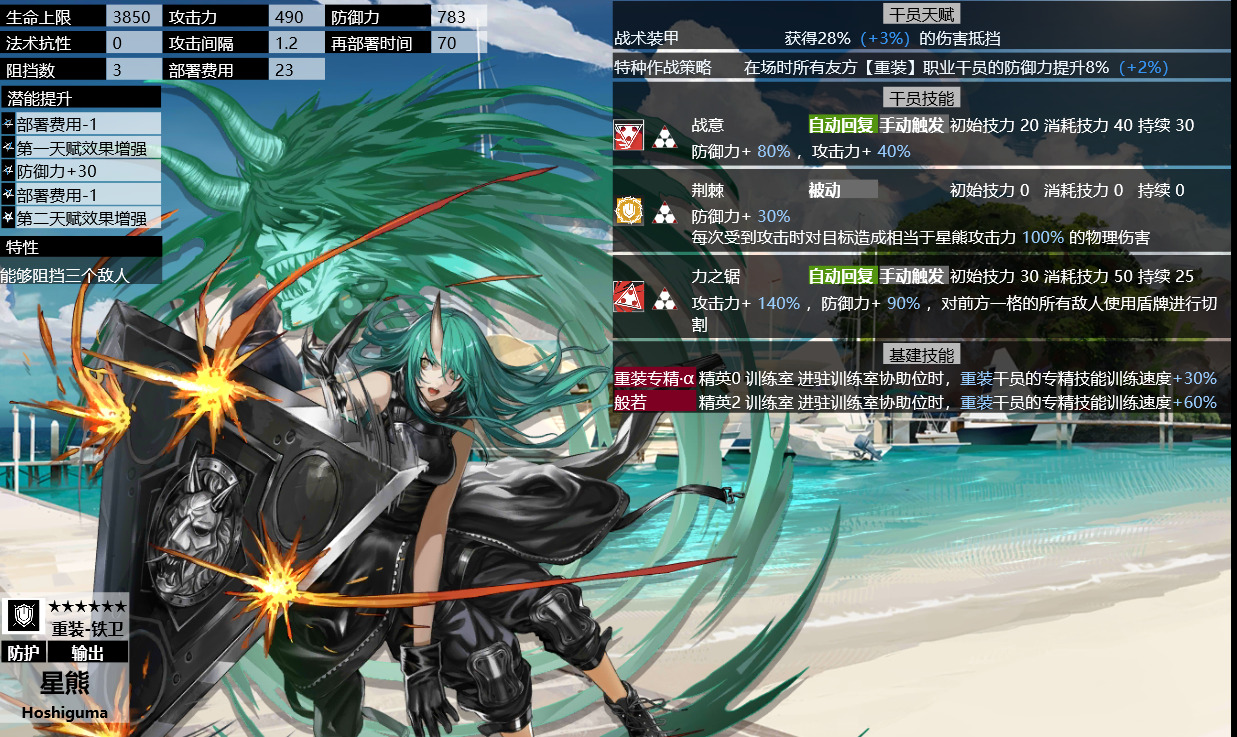 生命上限 3850 攻击力 490 防御力 783
法术抗性 0 攻击间隔 1.2 再部署时间 70
阻挡数 3 部署费用 23
潜能提升
部署费用-1
第一天赋效果增强
防御力+30
部署费用-1
第二天赋效果增强
特性
能够阻挡三个敌人
★★★★★★
重装-铁卫
防护 输出
星熊
Hoshiguma
干员天赋
战术装甲 获得28%（+3%）的伤害抵挡
特种作战策略 在场时所有友方【重装】职业干员的防御力提升8%（+2%）
干员技能
战意 自动回复 手动触发 初始技力 20 消耗技力 40 持续 30
防御力+ 80% ，攻击力+ 40%
荆棘 被动 初始技力 0 消耗技力 0 持续 0
防御力+ 30%
每次受到攻击时对目标造成相当于星熊攻击力 100% 的物理伤害
力之锯 自动回复 手动触发 初始技力 30 消耗技力 50 持续 25
攻击力+ 140% ，防御力+ 90% ，对前方一格的所有敌人使用盾牌进行切
割
基建技能
重装专精·α 精英0 训练室 进驻训练室协助位时，重装干员的专精技能训练速度+30%
般若 精英2 训练室 进驻训练室协助位时，重装干员的专精技能训练速度+60%